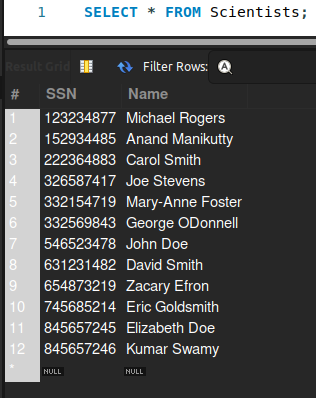 1 SELECT * FROM Scientists;
Result Grid Filter Rows:
# SSN Name
1 123234877 Michael Rogers
2 152934485 Anand Manikutty
3 222364883 Carol Smith
4 326587417 Joe Stevens
5 332154719 Mary-Anne Foster
6 332569843 George ODonnell
7 546523478 John Doe
8 631231482 David Smith
9 654873219 Zacary Efron
10 745685214 Eric Goldsmith
11 845657245 Elizabeth Doe
12 845657246 Kumar Swamy
* NULL NULL